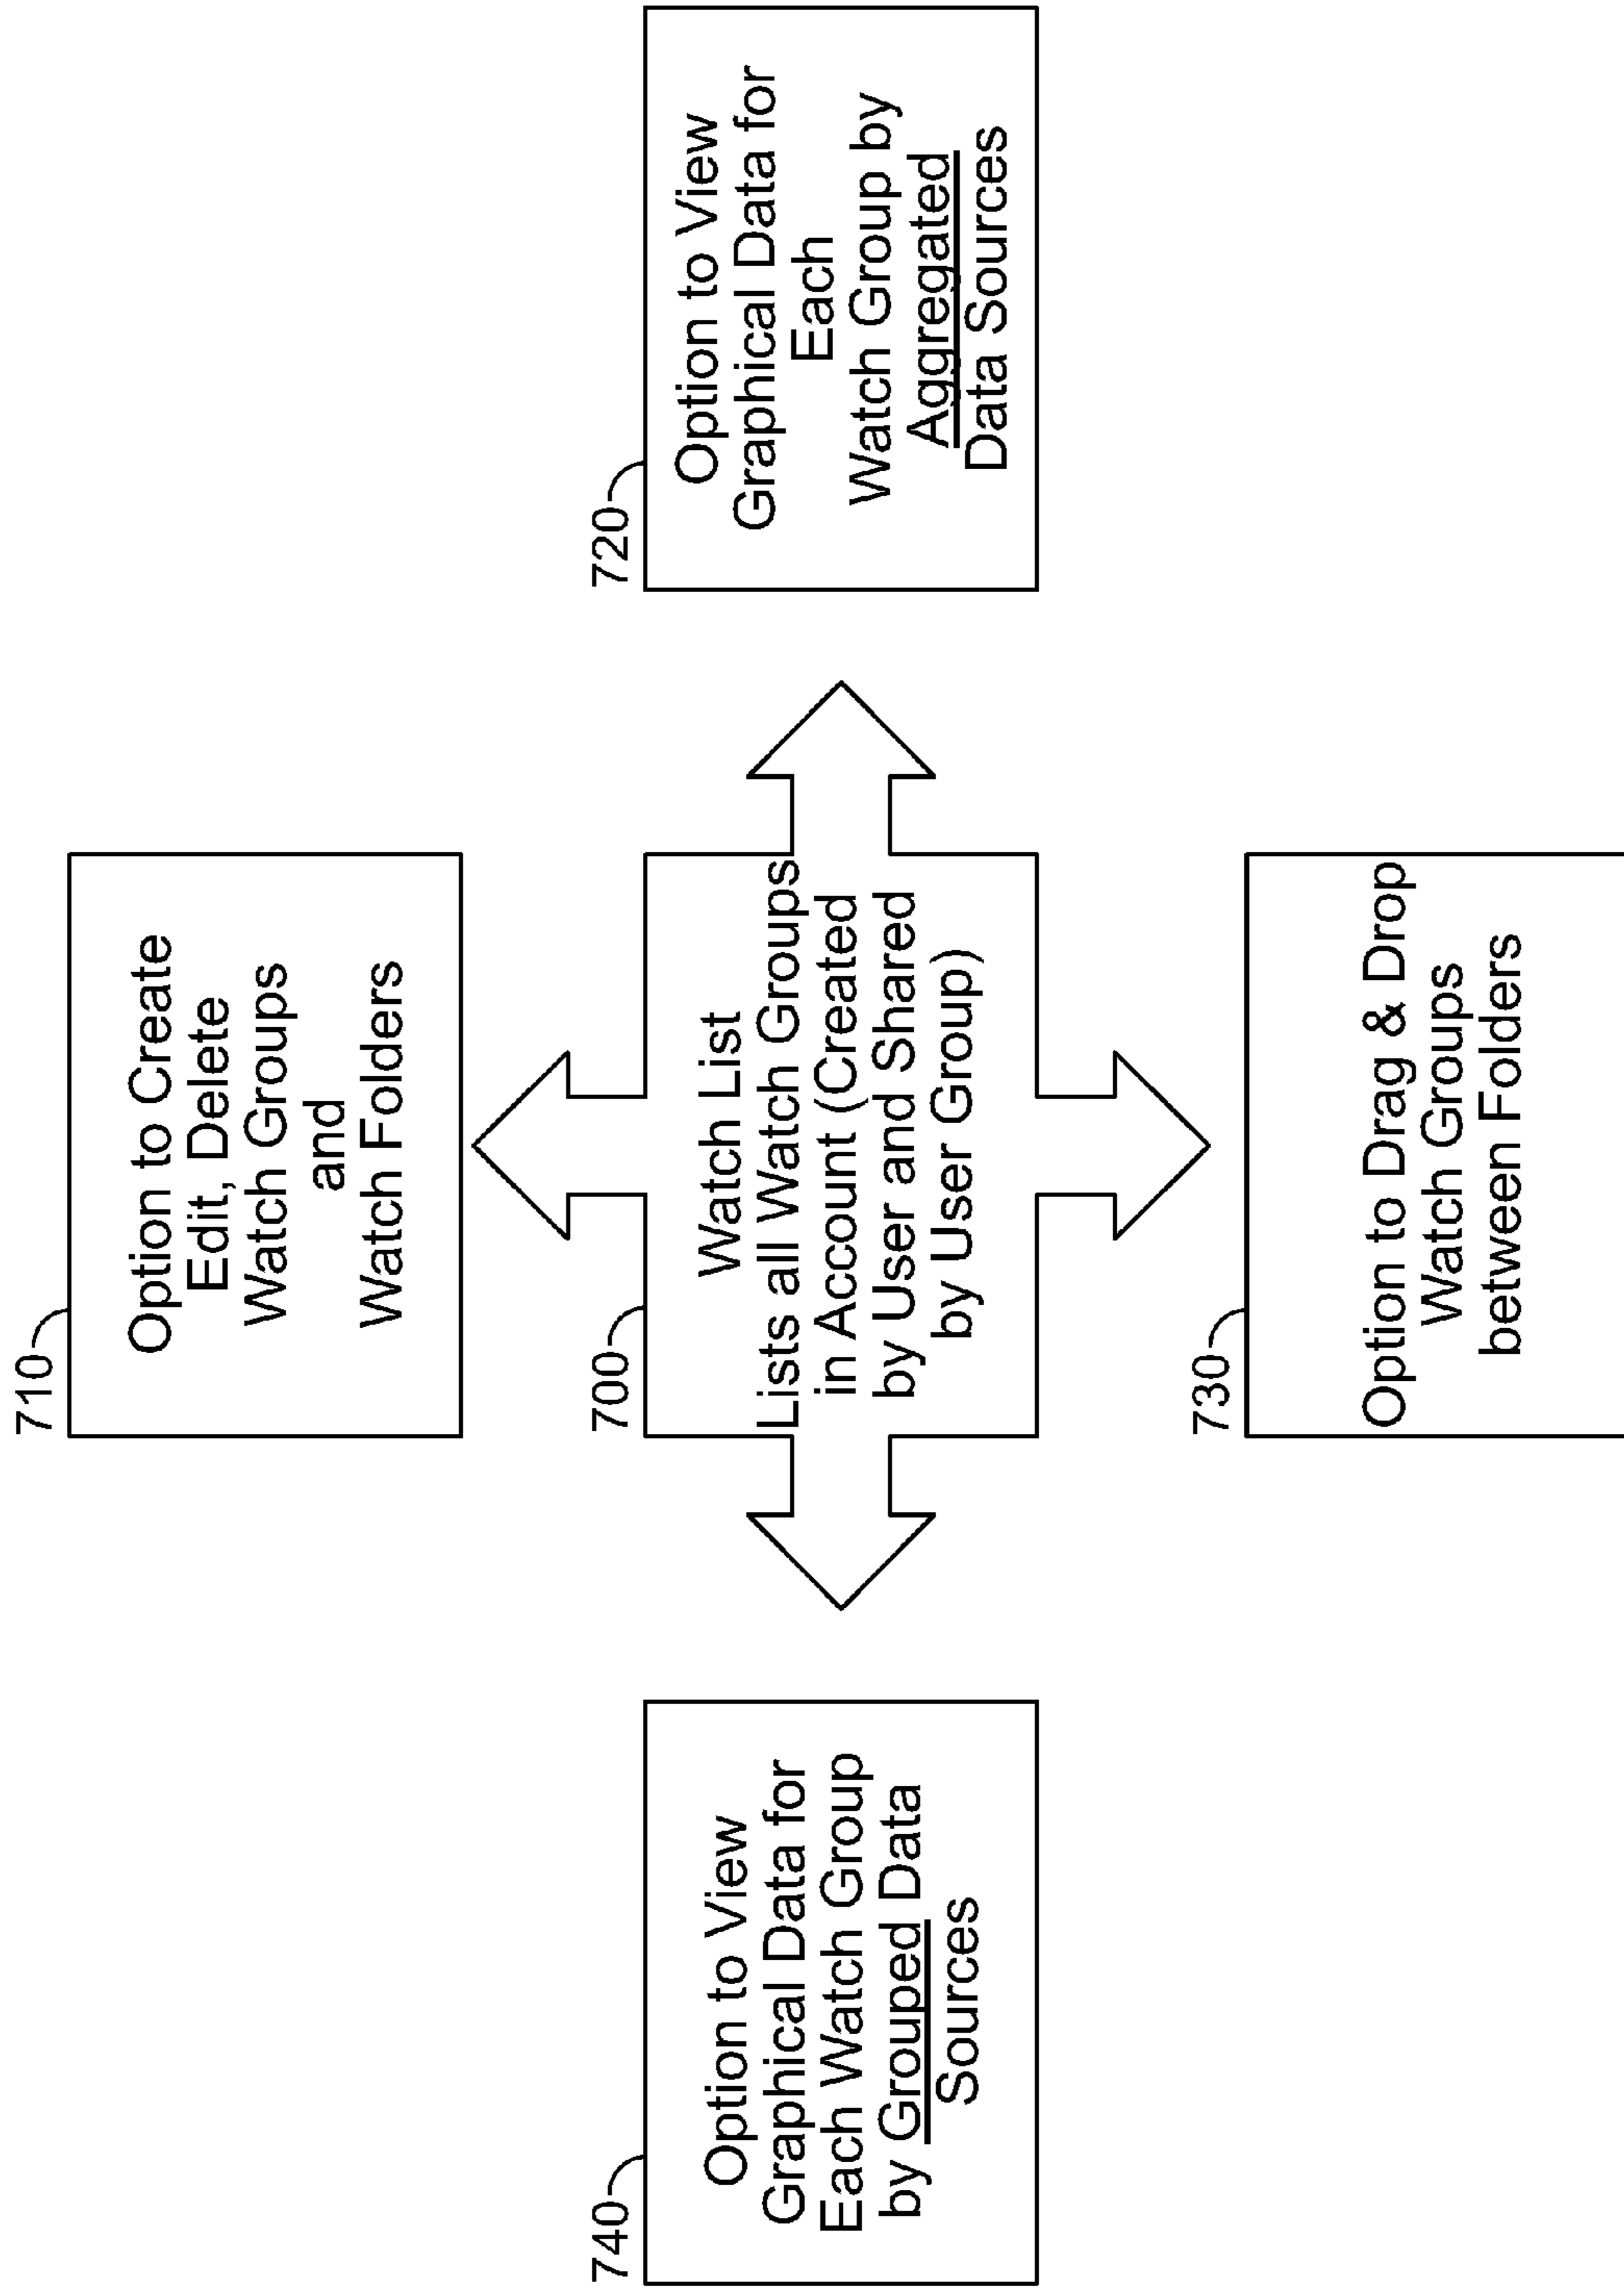 710
Option to Create
Edit, Delete
Watch Groups
and
Watch Folders
740
Option to View
Graphical Data for
Each Watch Group
by Grouped Data
Sources
700
Watch List
Lists all Watch Groups
in Account (Created
by User and Shared
by User Group)
720
Option to View
Graphical Data for
Each
Watch Group by
Aggregated
Data Sources
730
Option to Drag & Drop
Watch Groups
between Folders